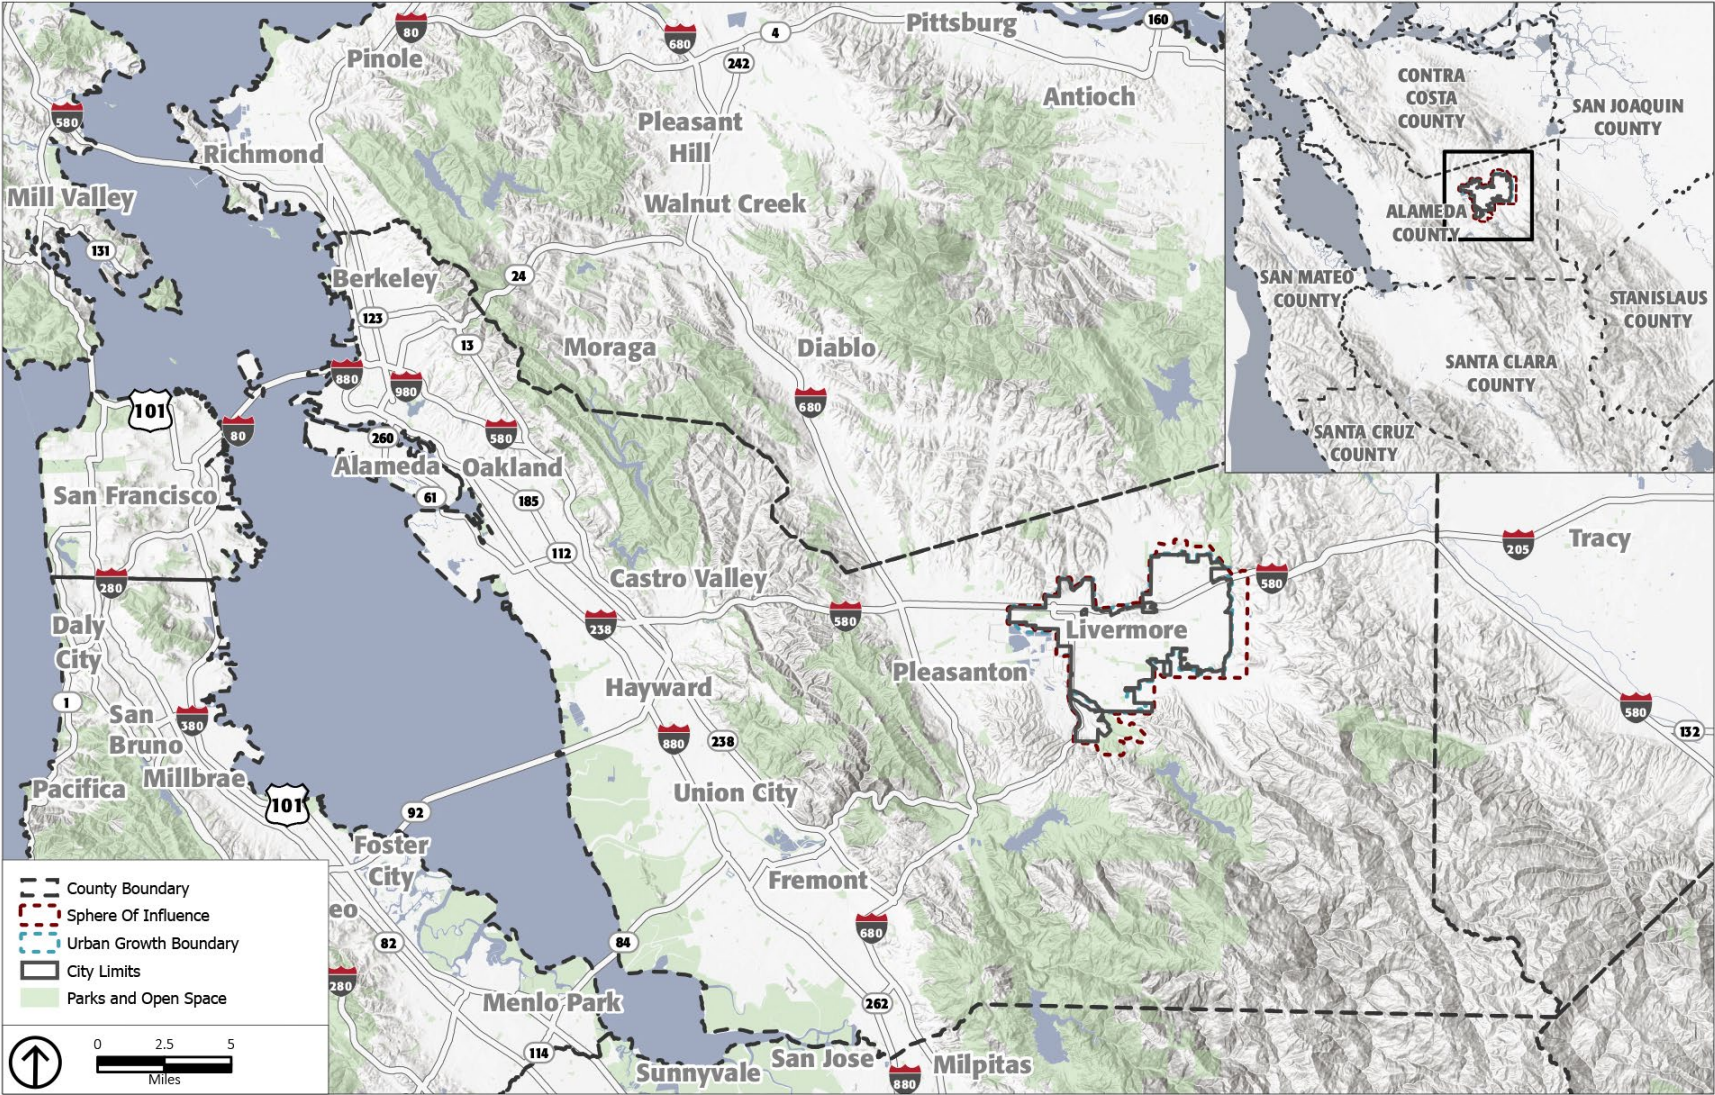 80
680
4
Pittsburg
160
Pinole
242
Antioch
580
Pleasant
Hill
Richmond
Mill Valley
Walnut Creek
131
24
Berkeley
123
13
Moraga
Diablo
880
980
680
101
80
260
580
Alameda
Oakland
61
185
San Francisco
112
205
Tracy
Castro Valley
280
580
580
238
Daly
City
Livermore
Pleasanton
Hayward
1
San
Bruno
380
880
238
580
132
Pacifica
Millbrae
Union City
101
92
Foster
City
Fremont
eo
680
82
84
280
Menlo Park
262
114
San Jose
Sunnyvale
880
Milpitas
CONTRA
COSTA
COUNTY
SAN JOAQUIN
COUNTY
ALAMEDA
COUNTY
SAN MATEO
COUNTY
STANISLAUS
COUNTY
SANTA CLARA
COUNTY
SANTA CRUZ
COUNTY
County Boundary
Sphere Of Influence
Urban Growth Boundary
City Limits
Parks and Open Space
0 2.5 5
Miles